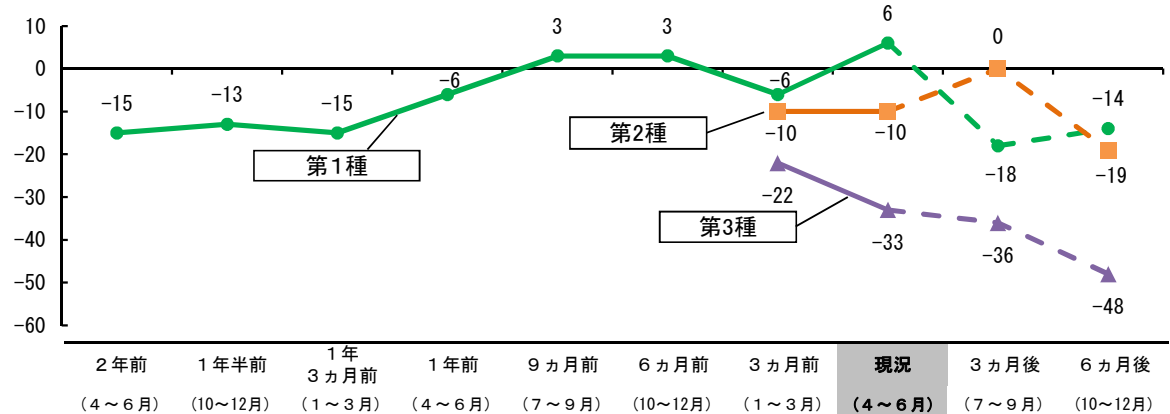 10
0
-10
-20
-30
-40
-50
-60
-15
-13
-15
-6
3
3
-6
6
-18
-14
-10
-10
0
-19
-22
-33
-36
-48
第１種
第2種
第3種
２年前
１年半前
１年
３ヵ月前
１年前
９ヵ月前
６ヵ月前
３ヵ月前
現況
３ヵ月後
６ヵ月後
（４～６月）
（10～12月）
（１～３月）
（４～６月）
（７～９月）
（10～12月）
（１～３月）
（４～６月）
（７～９月）
（10～12月）